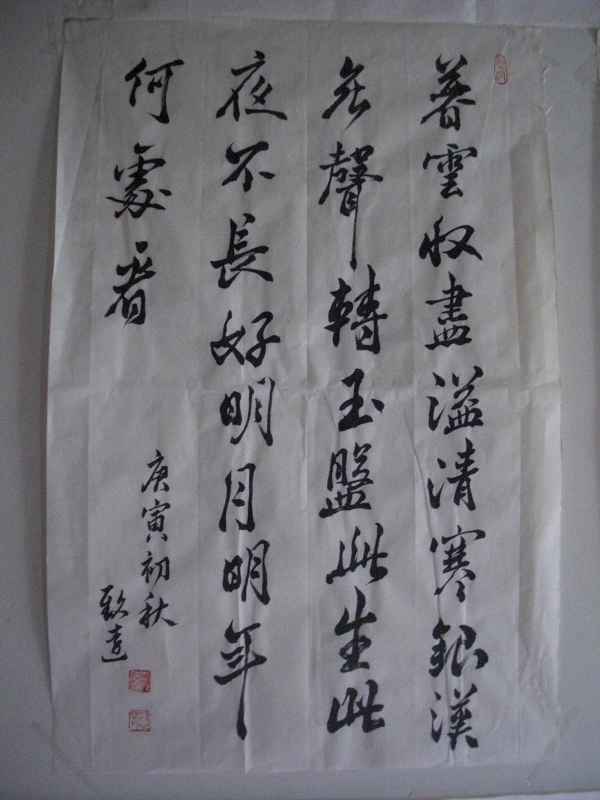 暮雲収盡溢清寒銀漢
無聲轉玉盤此生此
夜不長好明月明年
何處看
庚寅初秋
致遠